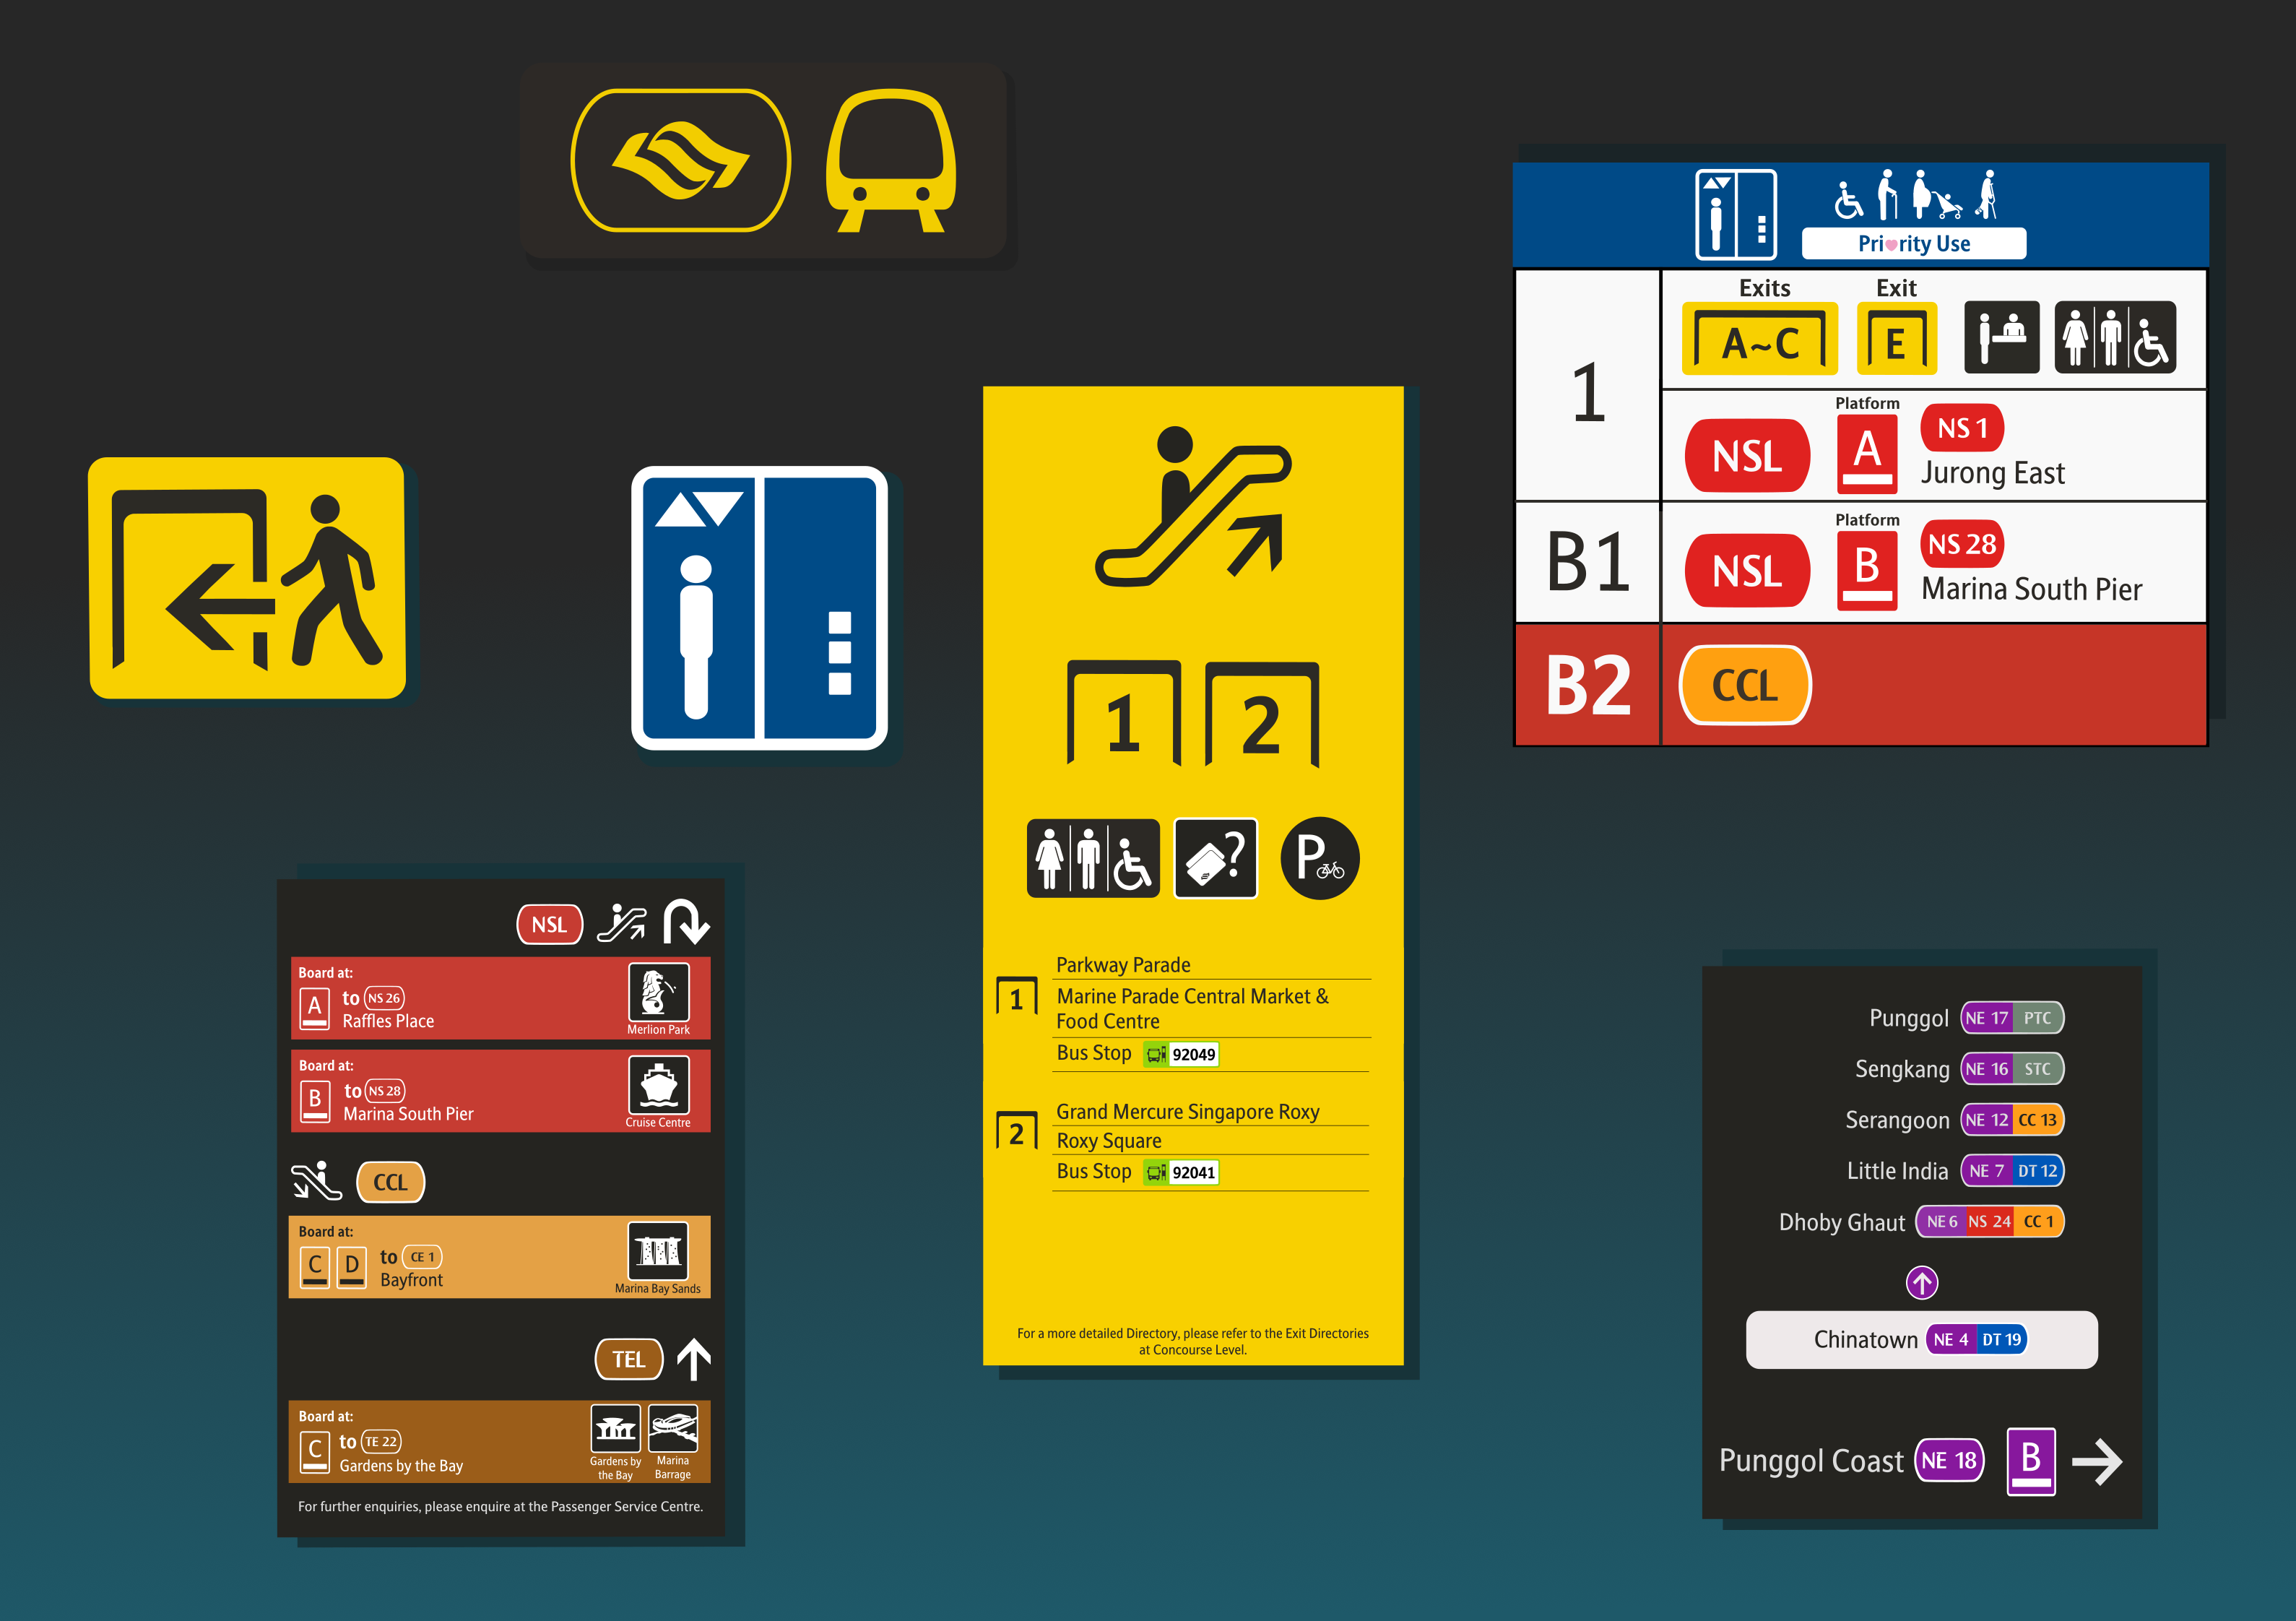 Priority Use
Exits
Exit
A~C
E
1
Platform
NSL
A
NS 1
Jurong East
B1
Platform
NSL
B
NS 28
Marina South Pier
B2
CCL
1
2
?
P
1
Parkway Parade
Marine Parade Central Market &
Food Centre
Bus Stop 92049
2
Grand Mercure Singapore Roxy
Roxy Square
Bus Stop 92041
For a more detailed Directory, please refer to the Exit Directories
at Concourse Level.
NSL
Board at:
A to NS 26
Raffles Place
Merlion Park
Board at:
B to NS 28
Marina South Pier
Cruise Centre
CCL
Board at:
C D to CE 1
Bayfront
Marina Bay Sands
TEL
Board at:
C to TE 22
Gardens by the Bay
Gardens by
the Bay
Marina
Barrage
For further enquiries, please enquire at the Passenger Service Centre.
Punggol NE 17 PTC
Sengkang NE 16 STC
Serangoon NE 12 CC 13
Little India NE 7 DT 12
Dhoby Ghaut NE 6 NS 24 CC 1
Chinatown NE 4 DT 19
Punggol Coast NE 18 B